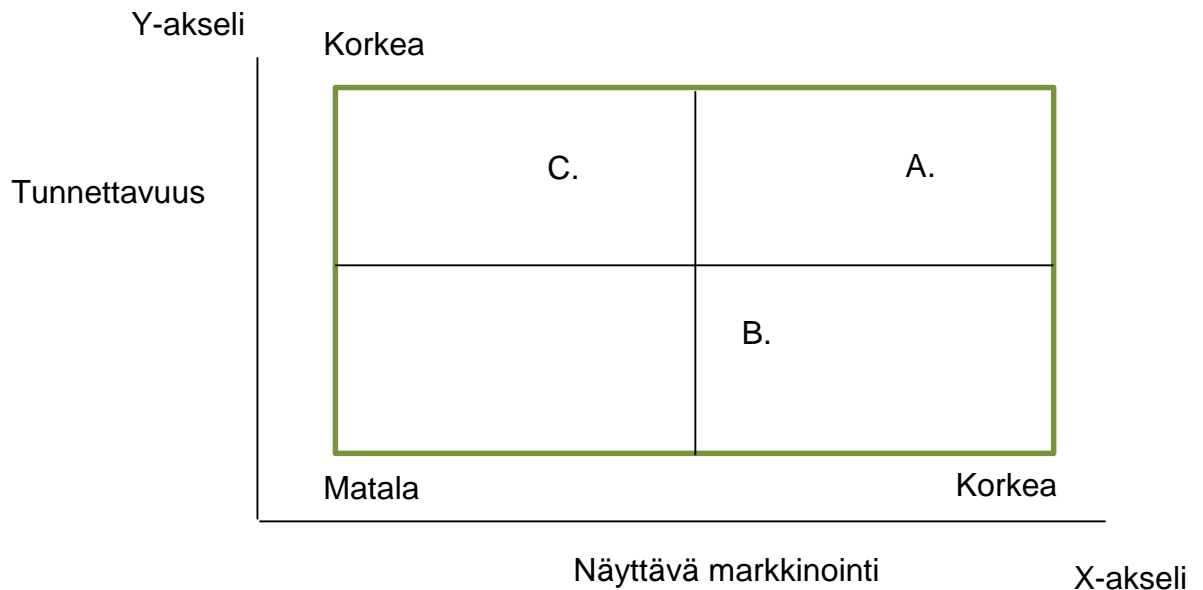 Y-akseli
Korkea
C.
A.
Tunnettavuus
B.
Matala
Korkea
Näyttävä markkinointi
X-akseli